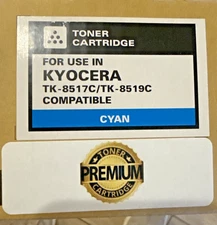 TONER
CARTRIDGE
FOR USE IN
KYOCERA
TK-8517C/TK-8519C
COMPATIBLE
CYAN
TONER
PREMIUM
CARTRIDGE